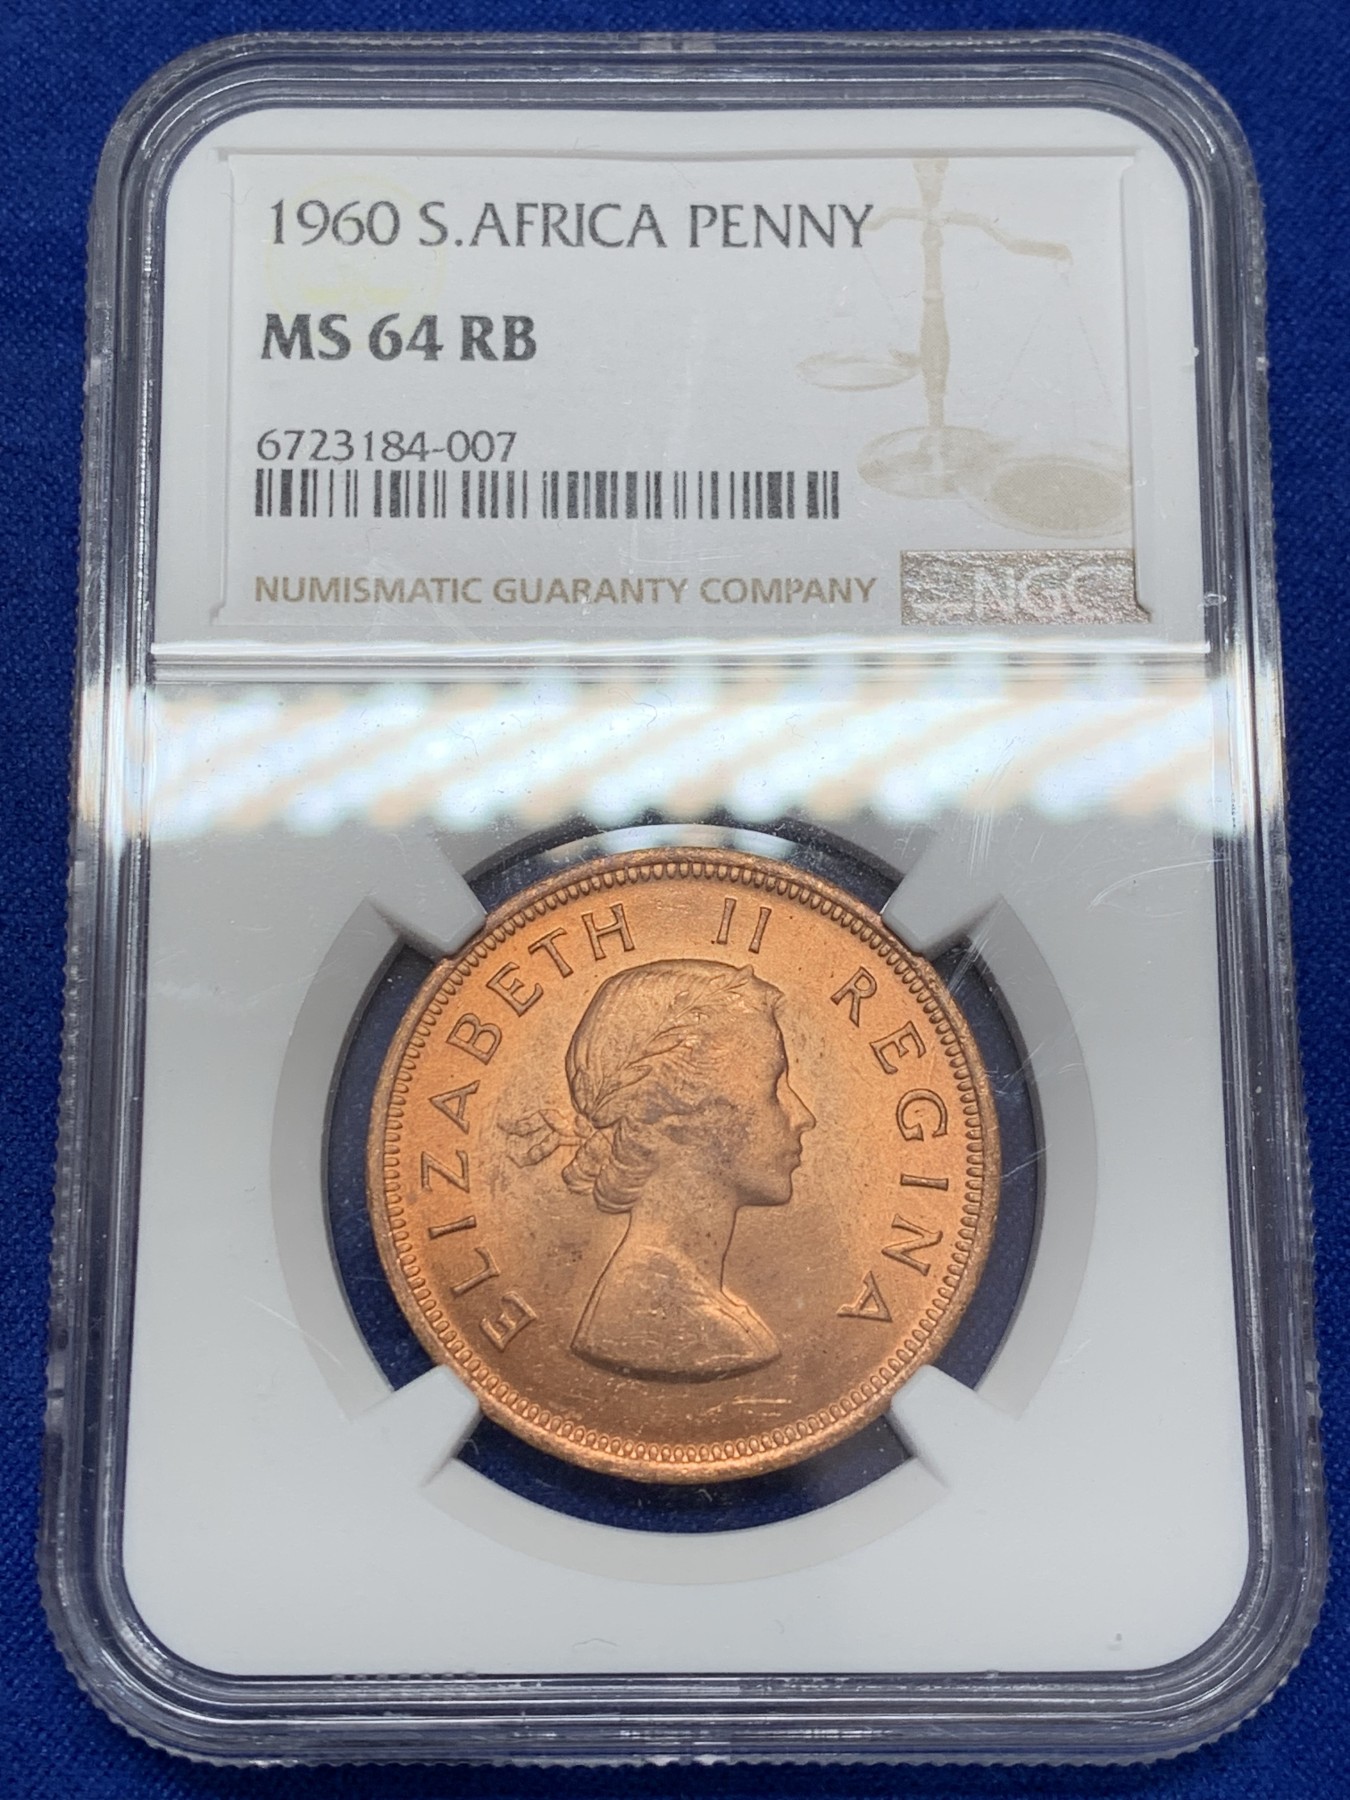 1960 S.AFRICA PENNY
MS 64 RB
6723184-007
NUMISMATIC GUARANTY COMPANY
NGC
ELIZABETH II REGINA